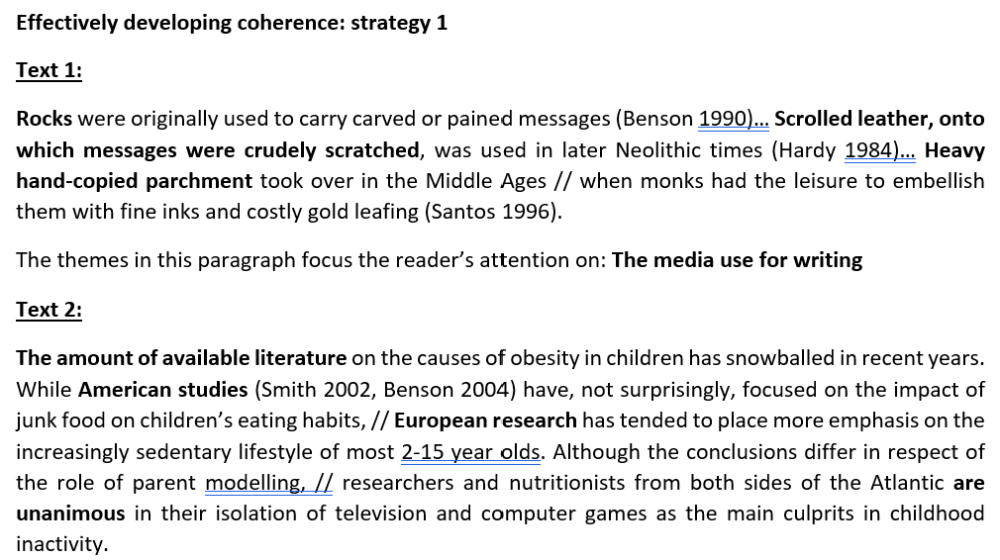 Effectively developing coherence: strategy 1
Text 1:
Rocks were originally used to carry carved or pained messages (Benson 1990)... Scrolled leather, onto
which messages were crudely scratched, was used in later Neolithic times (Hardy 1984)... Heavy
hand-copied parchment took over in the Middle Ages // when monks had the leisure to embellish
them with fine inks and costly gold leafing (Santos 1996).
The themes in this paragraph focus the reader's attention on: The media use for writing
Text 2:
The amount of available literature on the causes of obesity in children has snowballed in recent years.
While American studies (Smith 2002, Benson 2004) have, not surprisingly, focused on the impact of
junk food on children's eating habits, // European research has tended to place more emphasis on the
increasingly sedentary lifestyle of most 2-15 year olds. Although the conclusions differ in respect of
the role of parent modelling, // researchers and nutritionists from both sides of the Atlantic are
unanimous in their isolation of television and computer games as the main culprits in childhood
inactivity.